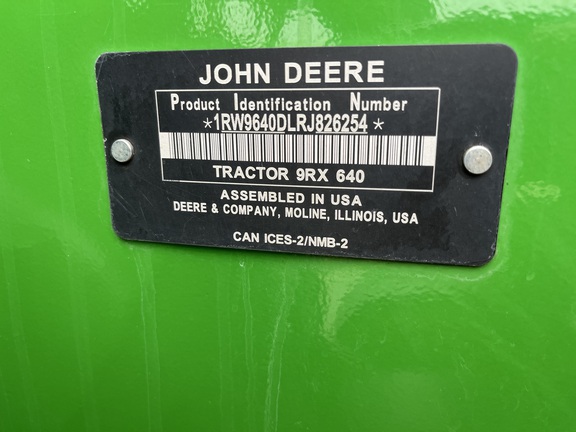 JOHN DEERE
Product Identification Number
*1RW9640DLRJ826254*
TRACTOR 9RX 640
ASSEMBLED IN USA
DEERE & COMPANY, MOLINE, ILLINOIS, USA
CAN ICES-2/NMB-2